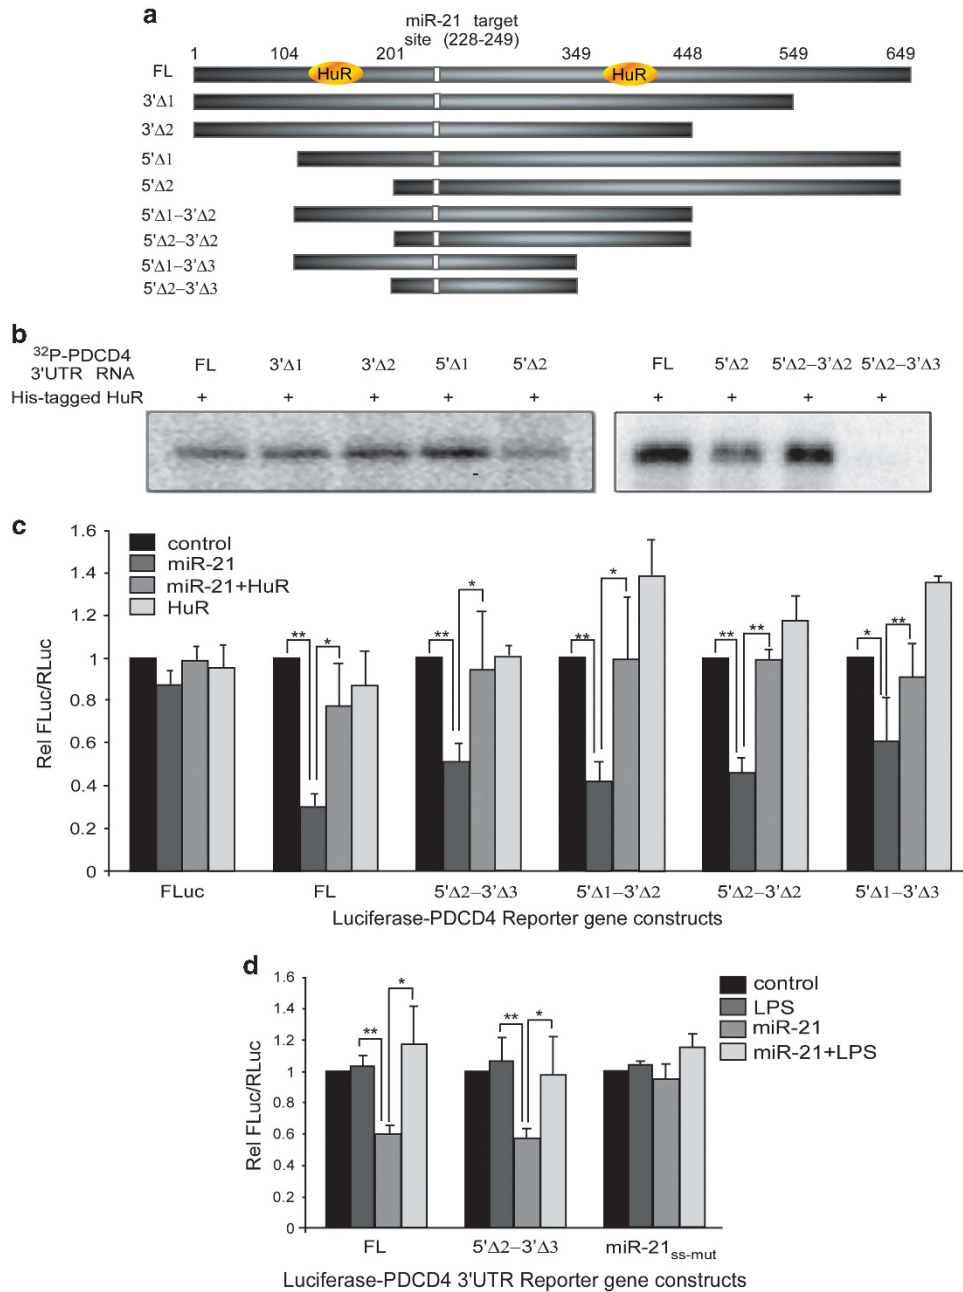 a
miR-21 target
site (228-249)
1 104 201 349 448 549 649
FL HuR HuR
3'Δ1
3'Δ2
5'Δ1
5'Δ2
5'Δ1–3'Δ2
5'Δ2–3'Δ2
5'Δ1–3'Δ3
5'Δ2–3'Δ3
b
32P-PDCD4
3'UTR RNA FL 3'Δ1 3'Δ2 5'Δ1 5'Δ2 FL 5'Δ2 5'Δ2–3'Δ2 5'Δ2–3'Δ3
His-tagged HuR + + + + + + + + +
c
control
miR-21
miR-21+HuR
HuR
Rel FLuc/RLuc
1.6
1.4
1.2
1
0.8
0.6
0.4
0.2
0
** * ** * ** * ** ** * **
FLuc FL 5'Δ2–3'Δ3 5'Δ1–3'Δ2 5'Δ2–3'Δ2 5'Δ1–3'Δ3
Luciferase-PDCD4 Reporter gene constructs
d
control
LPS
miR-21
miR-21+LPS
Rel FLuc/RLuc
1.6
1.4
1.2
1
0.8
0.6
0.4
0.2
0
** * ** *
FL 5'Δ2–3'Δ3 miR-21ss-mut
Luciferase-PDCD4 3'UTR Reporter gene constructs